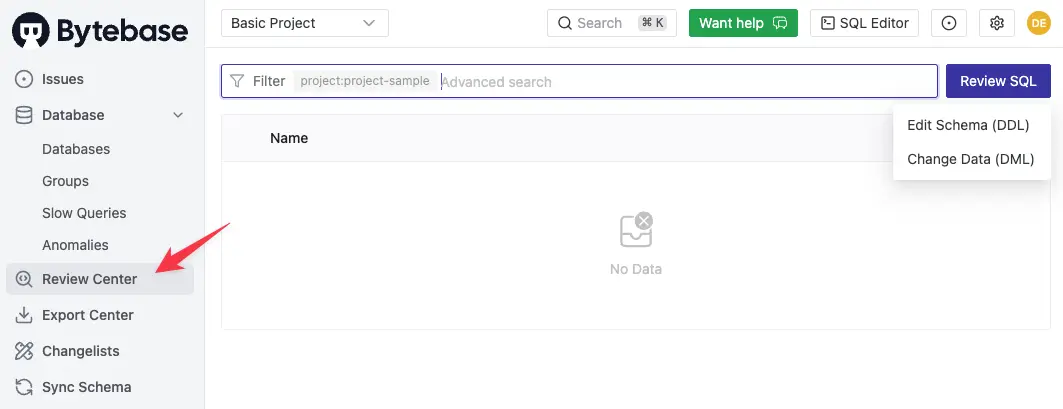 Bytebase
Basic Project
Search ⌘ K
Want help
SQL Editor
DE
Issues
Database
Databases
Groups
Slow Queries
Anomalies
Review Center
Export Center
Changelists
Sync Schema
Filter project:project-sample Advanced search
Review SQL
Edit Schema (DDL)
Change Data (DML)
Name
No Data